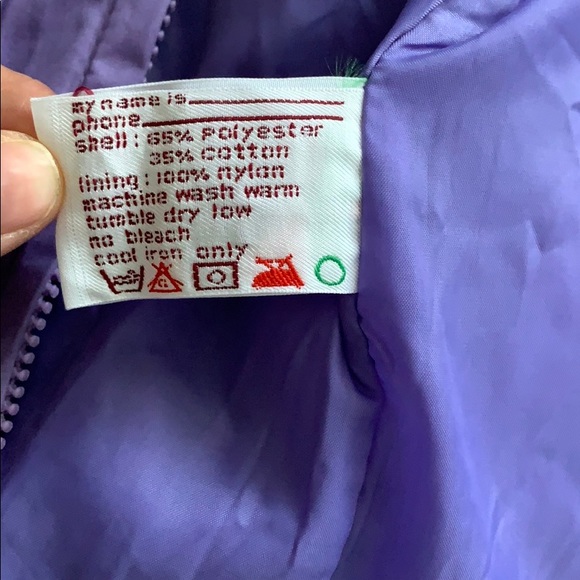 my name is
phone
shell: 65% polyester
35% cotton
lining: 100% nylon
machine wash warm
tumble dry low
no bleach
cool iron only
CL